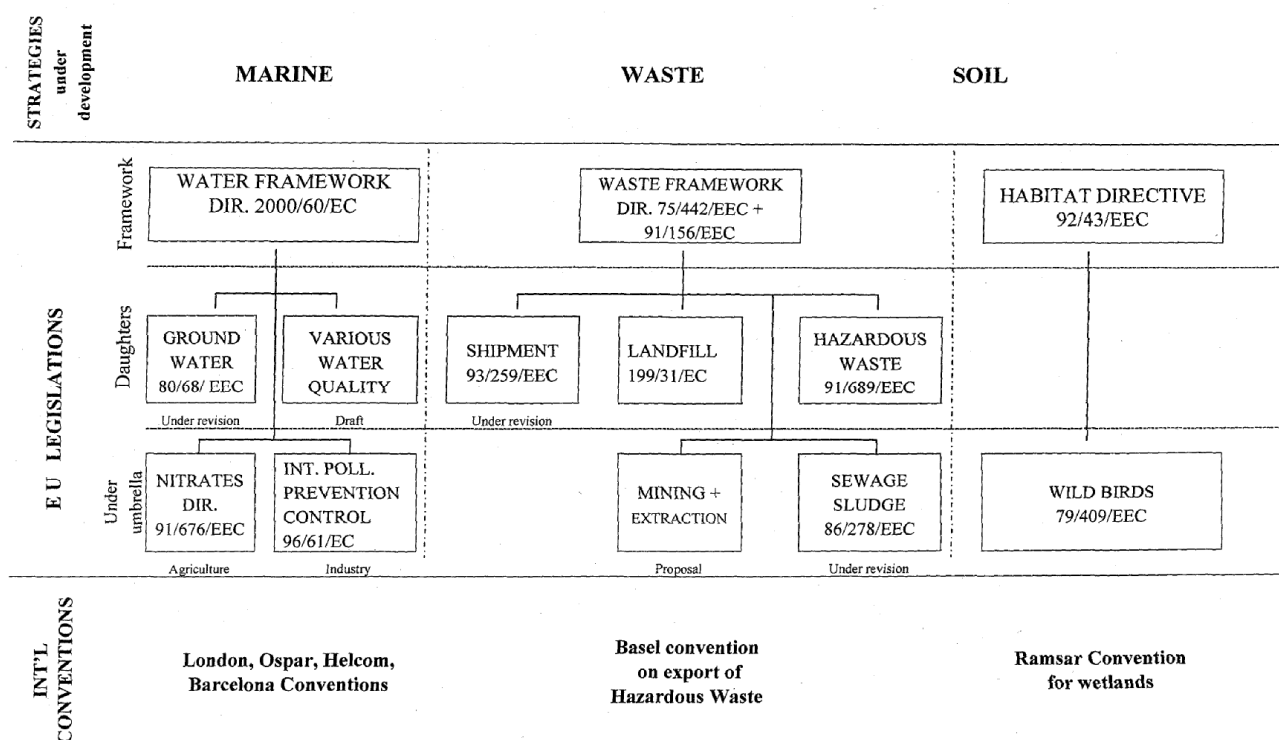 STRATEGIES
under
development
MARINE
WASTE
SOIL
EU LEGISLATIONS
Framework
WATER FRAMEWORK
DIR. 2000/60/EC
WASTE FRAMEWORK
DIR. 75/442/EEC +
91/156/EEC
HABITAT DIRECTIVE
92/43/EEC
Daughters
GROUND
WATER
80/68/ EEC
Under revision
VARIOUS
WATER
QUALITY
Draft
SHIPMENT
93/259/EEC
Under revision
LANDFILL
199/31/EC
HAZARDOUS
WASTE
91/689/EEC
Under
umbrella
NITRATES
DIR.
91/676/EEC
Agriculture
INT. POLL.
PREVENTION
CONTROL
96/61/EC
Industry
MINING +
EXTRACTION
Proposal
SEWAGE
SLUDGE
86/278/EEC
Under revision
WILD BIRDS
79/409/EEC
INT'L
CONVENTIONS
London, Ospar, Helcom,
Barcelona Conventions
Basel convention
on export of
Hazardous Waste
Ramsar Convention
for wetlands